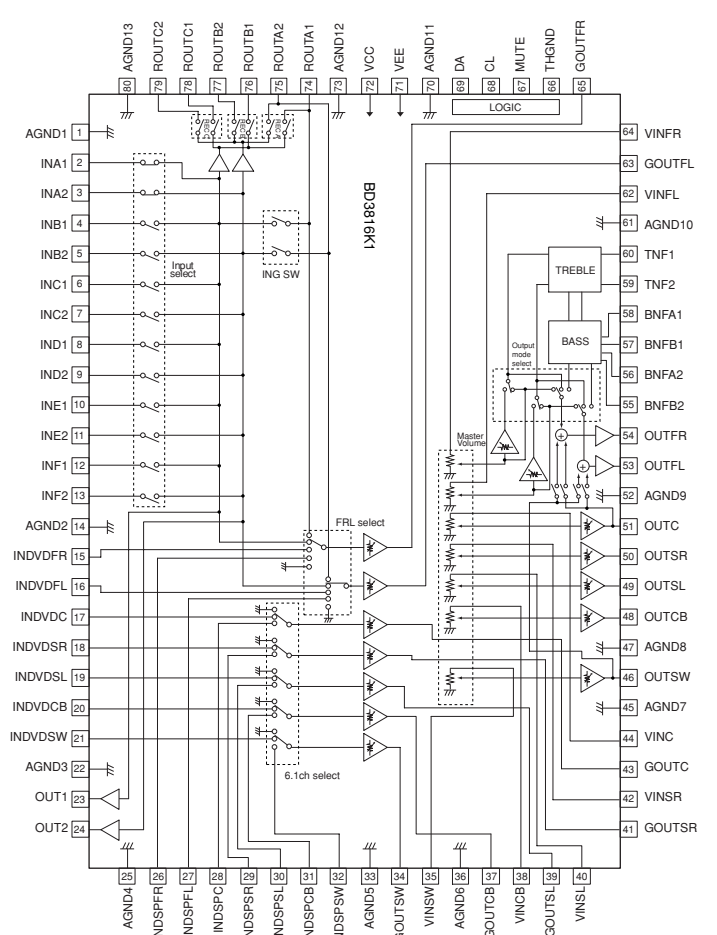 AGND13
ROUTC2
ROUTC1
ROUTB2
ROUTB1
ROUTA2
ROUTA1
AGND12
VCC
VEE
AGND11
DA
CL
MUTE
THGND
GOUTFR
80
79
78
77
76
75
74
73
72
71
70
69
68
67
66
65
LOGIC
AGND1 1
INA1 2
INA2 3
INB1 4
INB2 5
INC1 6
INC2 7
IND1 8
IND2 9
INE1 10
INE2 11
INF1 12
INF2 13
AGND2 14
INDVDFR 15
INDVDFL 16
INDVDC 17
INDVDSR 18
INDVDSL 19
INDVDCB 20
INDVDSW 21
AGND3 22
OUT1 23
OUT2 24
Input
select
ING SW
BD3816K1
FRL select
6.1ch select
Master
Volume
Output
mode
select
TREBLE
BASS
64 VINFR
63 GOUTFL
62 VINFL
61 AGND10
60 TNF1
59 TNF2
58 BNFA1
57 BNFB1
56 BNFA2
55 BNFB2
54 OUTFR
53 OUTFL
52 AGND9
51 OUTC
50 OUTSR
49 OUTSL
48 OUTCB
47 AGND8
46 OUTSW
45 AGND7
44 VINC
43 GOUTC
42 VINSR
41 GOUTSR
25
26
27
28
29
30
31
32
33
34
35
36
37
38
39
40
AGND4
NDSPFR
NDSPFL
INDSPC
NDSPSR
NDSPSL
NDSPCB
NDSPSW
AGND5
GOUTSW
VINSW
AGND6
GOUTCB
VINCB
GOUTSL
VINSL